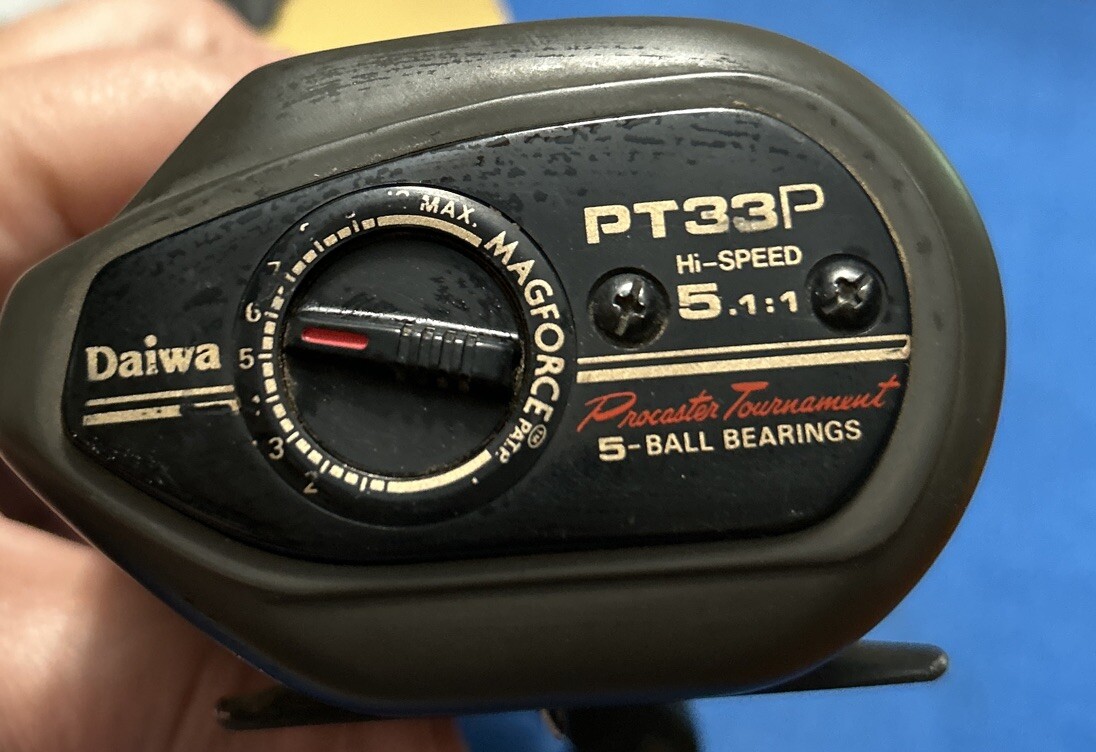 MAX.
MAGFORCE
TM
PAT.P
6
5
3
2
Daiwa
PT33P
Hi-SPEED
5.1:1
Procaster Tournament
5-BALL BEARINGS